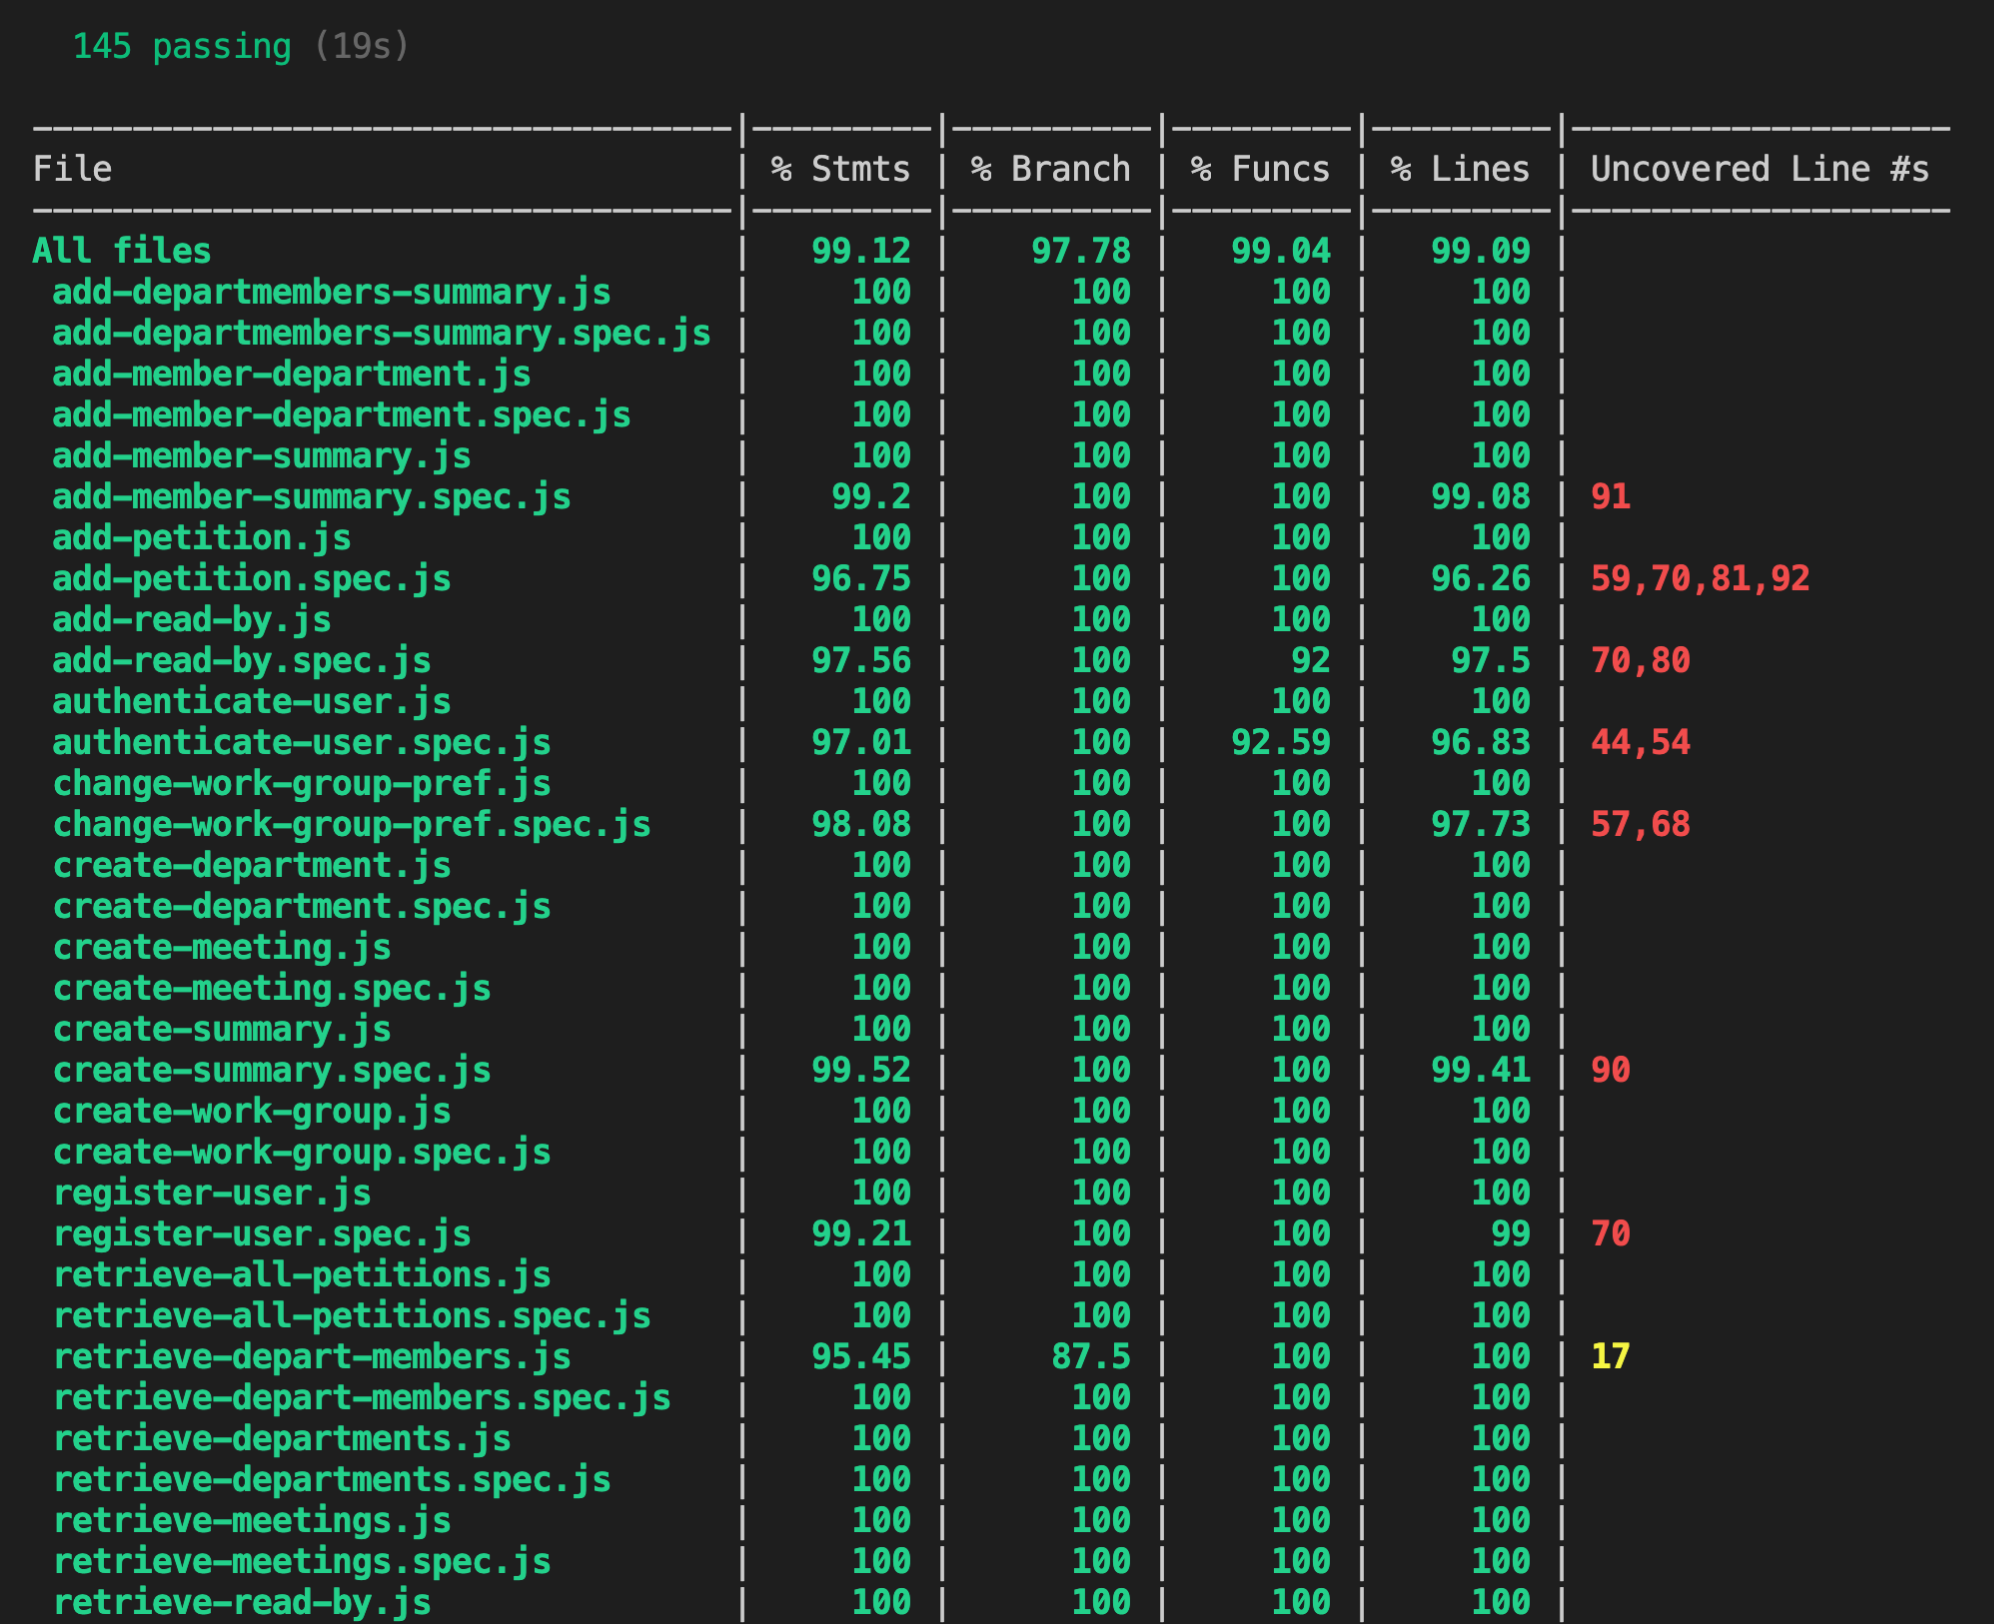 145 passing (19s)
File | % Stmts | % Branch | % Funcs | % Lines | Uncovered Line #s
All files | 99.12 | 97.78 | 99.04 | 99.09 |
add-departmembers-summary.js | 100 | 100 | 100 | 100 |
add-departmembers-summary.spec.js | 100 | 100 | 100 | 100 |
add-member-department.js | 100 | 100 | 100 | 100 |
add-member-department.spec.js | 100 | 100 | 100 | 100 |
add-member-summary.js | 100 | 100 | 100 | 100 |
add-member-summary.spec.js | 99.2 | 100 | 100 | 99.08 | 91
add-petition.js | 100 | 100 | 100 | 100 |
add-petition.spec.js | 96.75 | 100 | 100 | 96.26 | 59,70,81,92
add-read-by.js | 100 | 100 | 100 | 100 |
add-read-by.spec.js | 97.56 | 100 | 92 | 97.5 | 70,80
authenticate-user.js | 100 | 100 | 100 | 100 |
authenticate-user.spec.js | 97.01 | 100 | 92.59 | 96.83 | 44,54
change-work-group-pref.js | 100 | 100 | 100 | 100 |
change-work-group-pref.spec.js | 98.08 | 100 | 100 | 97.73 | 57,68
create-department.js | 100 | 100 | 100 | 100 |
create-department.spec.js | 100 | 100 | 100 | 100 |
create-meeting.js | 100 | 100 | 100 | 100 |
create-meeting.spec.js | 100 | 100 | 100 | 100 |
create-summary.js | 100 | 100 | 100 | 100 |
create-summary.spec.js | 99.52 | 100 | 100 | 99.41 | 90
create-work-group.js | 100 | 100 | 100 | 100 |
create-work-group.spec.js | 100 | 100 | 100 | 100 |
register-user.js | 100 | 100 | 100 | 100 |
register-user.spec.js | 99.21 | 100 | 100 | 99 | 70
retrieve-all-petitions.js | 100 | 100 | 100 | 100 |
retrieve-all-petitions.spec.js | 100 | 100 | 100 | 100 |
retrieve-depart-members.js | 95.45 | 87.5 | 100 | 100 | 17
retrieve-depart-members.spec.js | 100 | 100 | 100 | 100 |
retrieve-departments.js | 100 | 100 | 100 | 100 |
retrieve-departments.spec.js | 100 | 100 | 100 | 100 |
retrieve-meetings.js | 100 | 100 | 100 | 100 |
retrieve-meetings.spec.js | 100 | 100 | 100 | 100 |
retrieve-read-by.js | 100 | 100 | 100 | 100 |